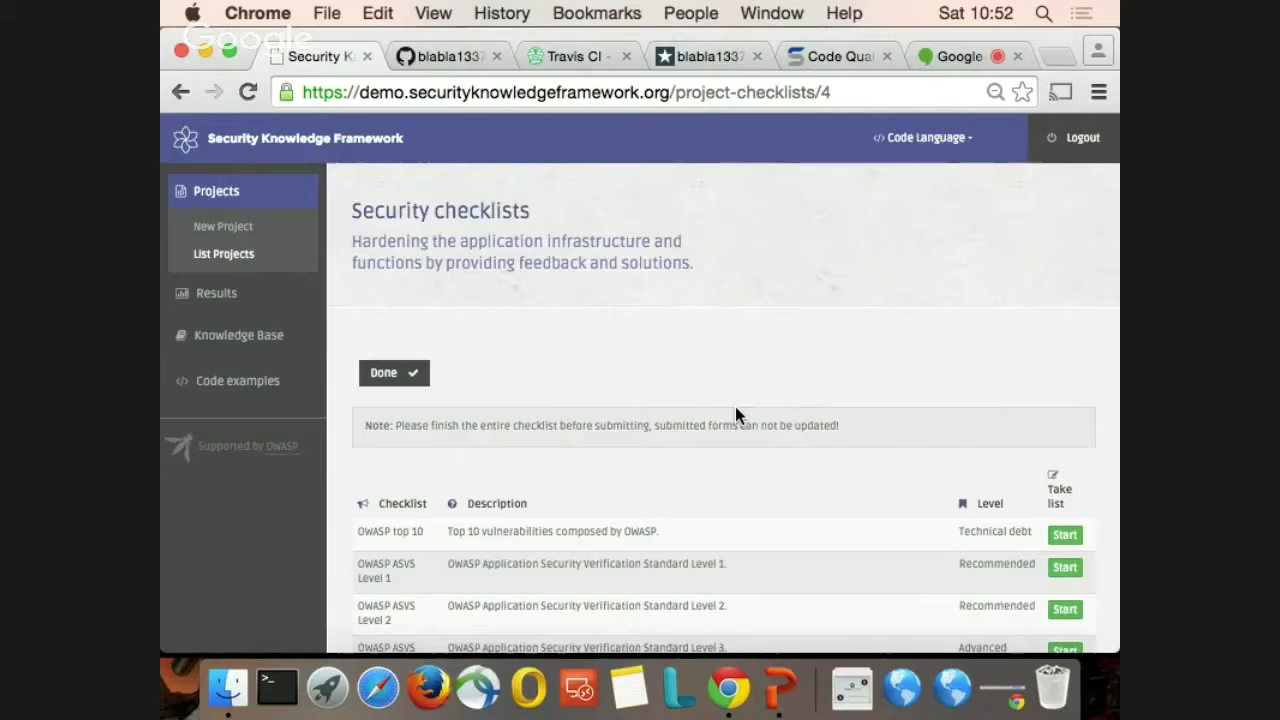 Chrome File Edit View History Bookmarks People Window Help Sat 10:52
Google
Security K blabla1337 Travis CI - blabla1337 Code Qual Google
https://demo.securityknowledgeframework.org/project-checklists/4
Security Knowledge Framework Code Language Logout
Projects
New Project
List Projects
Results
Knowledge Base
Code examples
Supported by OWASP
Security checklists
Hardening the application infrastructure and
functions by providing feedback and solutions.
Done
Note: Please finish the entire checklist before submitting, submitted forms can not be updated!
Checklist Description Level Take list
OWASP top 10 Top 10 vulnerabilities composed by OWASP. Technical debt Start
OWASP ASVS Level 1 OWASP Application Security Verification Standard Level 1. Recommended Start
OWASP ASVS Level 2 OWASP Application Security Verification Standard Level 2. Recommended Start
OWASP ASVS OWASP Application Security Verification Standard Level 3. Advanced Start